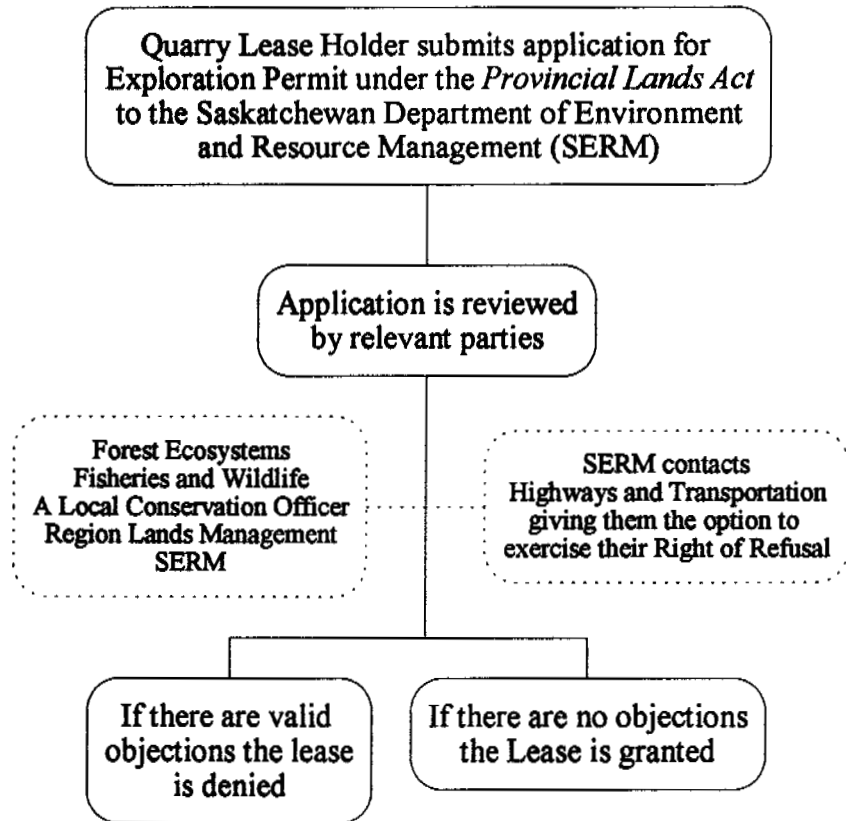 Quarry Lease Holder submits application for
Exploration Permit under the Provincial Lands Act
to the Saskatchewan Department of Environment
and Resource Management (SERM)
Application is reviewed
by relevant parties
Forest Ecosystems
Fisheries and Wildlife
A Local Conservation Officer
Region Lands Management
SERM
SERM contacts
Highways and Transportation
giving them the option to
exercise their Right of Refusal
If there are valid
objections the lease
is denied
If there are no objections
the Lease is granted